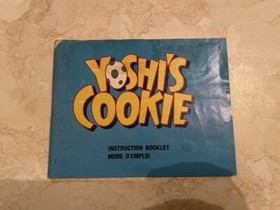 YOSHI'S
COOKIE
INSTRUCTION BOOKLET
MODE D'EMPLOI